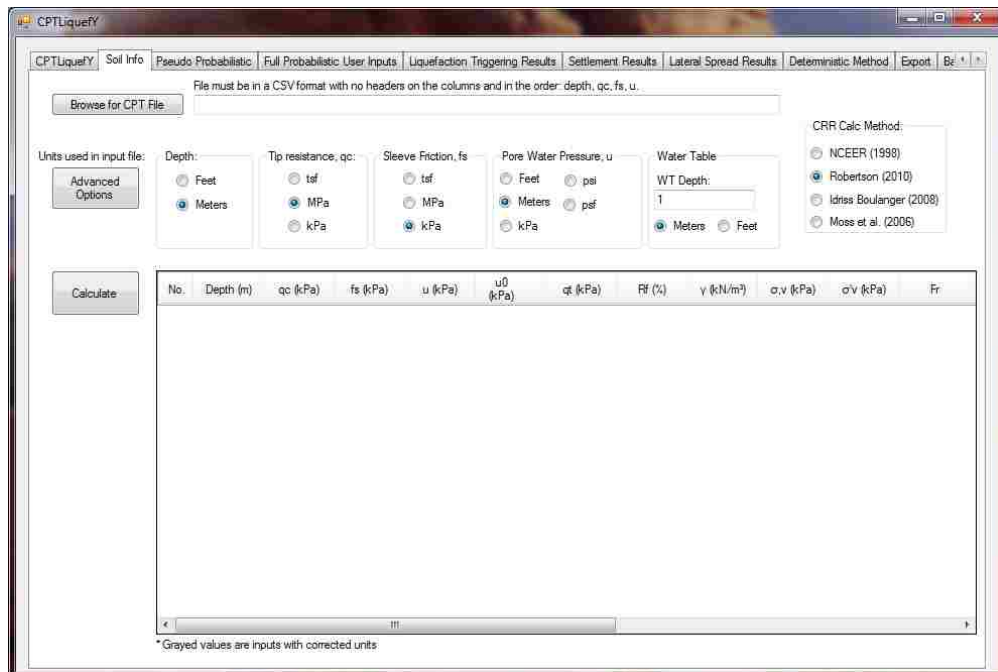 CPTLiquefY
CPTLiquefY Soil Info Pseudo Probabilistic Full Probabilistic User Inputs Liquefaction Triggering Results Settlement Results Lateral Spread Results Deterministic Method Export
File must be in a CSV format with no headers on the columns and in the order: depth, qc, fs, u.
Browse for CPT File
CRR Calc Method:
NCEER (1998)
Robertson (2010)
Idriss Boulanger (2008)
Moss et al. (2006)
Units used in input file:
Advanced
Options
Depth:
Feet
Meters
Tip resistance, qc:
tsf
MPa
kPa
Sleeve Friction, fs
tsf
MPa
kPa
Pore Water Pressure, u
Feet psi
Meters psf
kPa
Water Table
WT Depth:
1
Meters Feet
Calculate
No. Depth (m) qc (kPa) fs (kPa) u (kPa) u0 (kPa) qt (kPa) Rf (%) γ (kN/m³) σ,v (kPa) σ'v (kPa) Fr
* Grayed values are inputs with corrected units